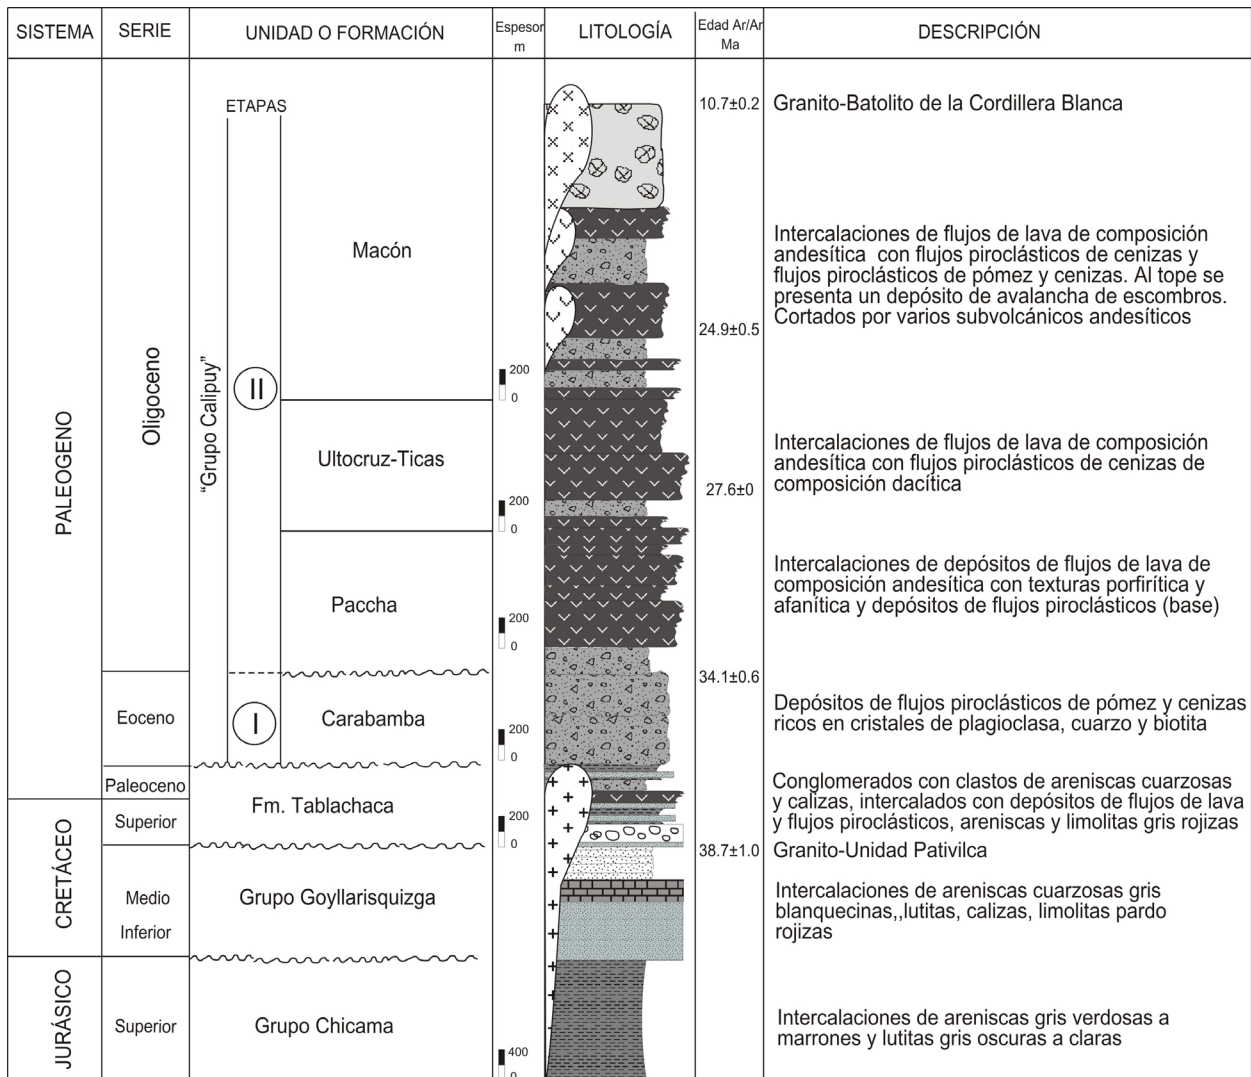 SISTEMA
SERIE
UNIDAD O FORMACIÓN
Espesor
m
LITOLOGÍA
Edad Ar/Ar
Ma
DESCRIPCIÓN
PALEOGENO
CRETÁCEO
JURÁSICO
Oligoceno
Eoceno
Paleoceno
Superior
Medio
Inferior
Superior
ETAPAS
"Grupo Calipuy"
II
I
Macón
Ultocruz-Ticas
Paccha
Carabamba
Fm. Tablachaca
Grupo Goyllarisquizga
Grupo Chicama
200
0
200
0
200
0
200
0
200
0
400
0
10.7±0.2
24.9±0.5
27.6±0
34.1±0.6
38.7±1.0
Granito-Batolito de la Cordillera Blanca
Intercalaciones de flujos de lava de composición
andesítica con flujos piroclásticos de cenizas y
flujos piroclásticos de pómez y cenizas. Al tope se
presenta un depósito de avalancha de escombros.
Cortados por varios subvolcánicos andesíticos
Intercalaciones de flujos de lava de composición
andesítica con flujos piroclásticos de cenizas de
composición dacítica
Intercalaciones de depósitos de flujos de lava de
composición andesítica con texturas porfirítica y
afanítica y depósitos de flujos piroclásticos (base)
Depósitos de flujos piroclásticos de pómez y cenizas
ricos en cristales de plagioclasa, cuarzo y biotita
Conglomerados con clastos de areniscas cuarzosas
y calizas, intercalados con depósitos de flujos de lava
y flujos piroclásticos, areniscas y limolitas gris rojizas
Granito-Unidad Pativilca
Intercalaciones de areniscas cuarzosas gris
blanquecinas,,lutitas, calizas, limolitas pardo
rojizas
Intercalaciones de areniscas gris verdosas a
marrones y lutitas gris oscuras a claras